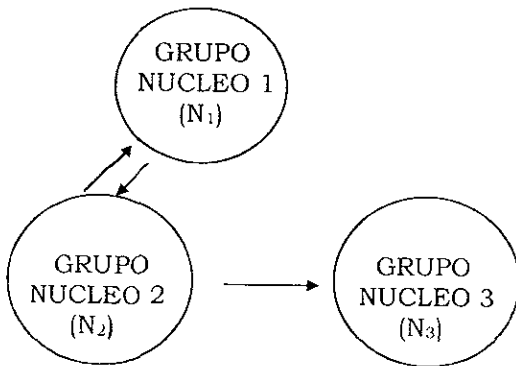 GRUPO
NUCLEO 1
(N₁)
GRUPO
NUCLEO 2
(N₂)
GRUPO
NUCLEO 3
(N₃)